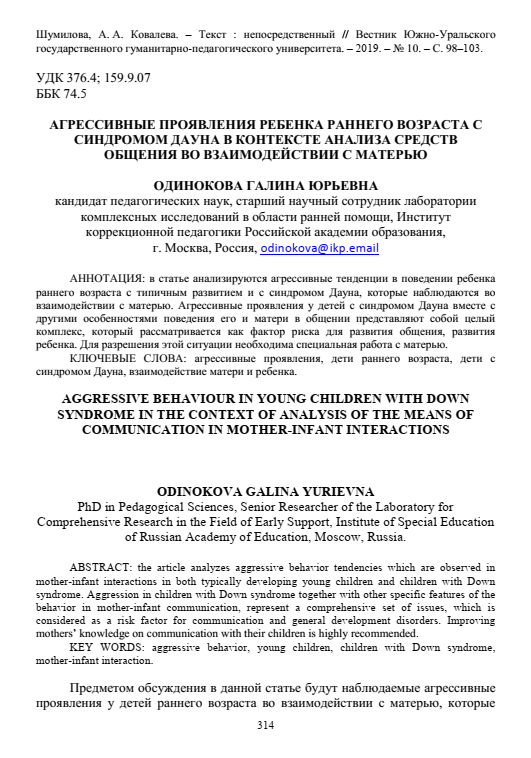 Шумилова, А. А. Ковалева. – Текст : непосредственный // Вестник Южно-Уральского
государственного гуманитарно-педагогического университета. – 2019. – № 10. – С. 98–103.
УДК 376.4; 159.9.07
ББК 74.5
АГРЕССИВНЫЕ ПРОЯВЛЕНИЯ РЕБЕНКА РАННЕГО ВОЗРАСТА С
СИНДРОМОМ ДАУНА В КОНТЕКСТЕ АНАЛИЗА СРЕДСТВ
ОБЩЕНИЯ ВО ВЗАИМОДЕЙСТВИИ С МАТЕРЬЮ
ОДИНОКОВА ГАЛИНА ЮРЬЕВНА
кандидат педагогических наук, старший научный сотрудник лаборатории
комплексных исследований в области ранней помощи, Институт
коррекционной педагогики Российской академии образования,
г. Москва, Россия, odinokova@ikp.email
АННОТАЦИЯ: в статье анализируются агрессивные тенденции в поведении ребенка
раннего возраста с типичным развитием и с синдромом Дауна, которые наблюдаются во
взаимодействии с матерью. Агрессивные проявления у детей с синдромом Дауна вместе с
другими особенностями поведения его и матери в общении представляют собой целый
комплекс, который рассматривается как фактор риска для развития общения, развития
ребенка. Для разрешения этой ситуации необходима специальная работа с матерью.
КЛЮЧЕВЫЕ СЛОВА: агрессивные проявления, дети раннего возраста, дети с
синдромом Дауна, взаимодействие матери и ребенка.
AGGRESSIVE BEHAVIOUR IN YOUNG CHILDREN WITH DOWN
SYNDROME IN THE CONTEXT OF ANALYSIS OF THE MEANS OF
COMMUNICATION IN MOTHER-INFANT INTERACTIONS
ODINOKOVA GALINA YURIEVNA
PhD in Pedagogical Sciences, Senior Researcher of the Laboratory for
Comprehensive Research in the Field of Early Support, Institute of Special Education
of Russian Academy of Education, Moscow, Russia.
ABSTRACT: the article analyzes aggressive behavior tendencies which are observed in
mother-infant interactions in both typically developing young children and children with Down
syndrome. Aggression in children with Down syndrome together with other specific features of the
behavior in mother-infant communication, represent a comprehensive set of issues, which is
considered as a risk factor for communication and general development disorders. Improving
mothers’ knowledge on communication with their children is highly recommended.
KEY WORDS: aggressive behavior, young children, children with Down syndrome,
mother-infant interaction.
Предметом обсуждения в данной статье будут наблюдаемые агрессивные
проявления у детей раннего возраста во взаимодействии с матерью, которые
314